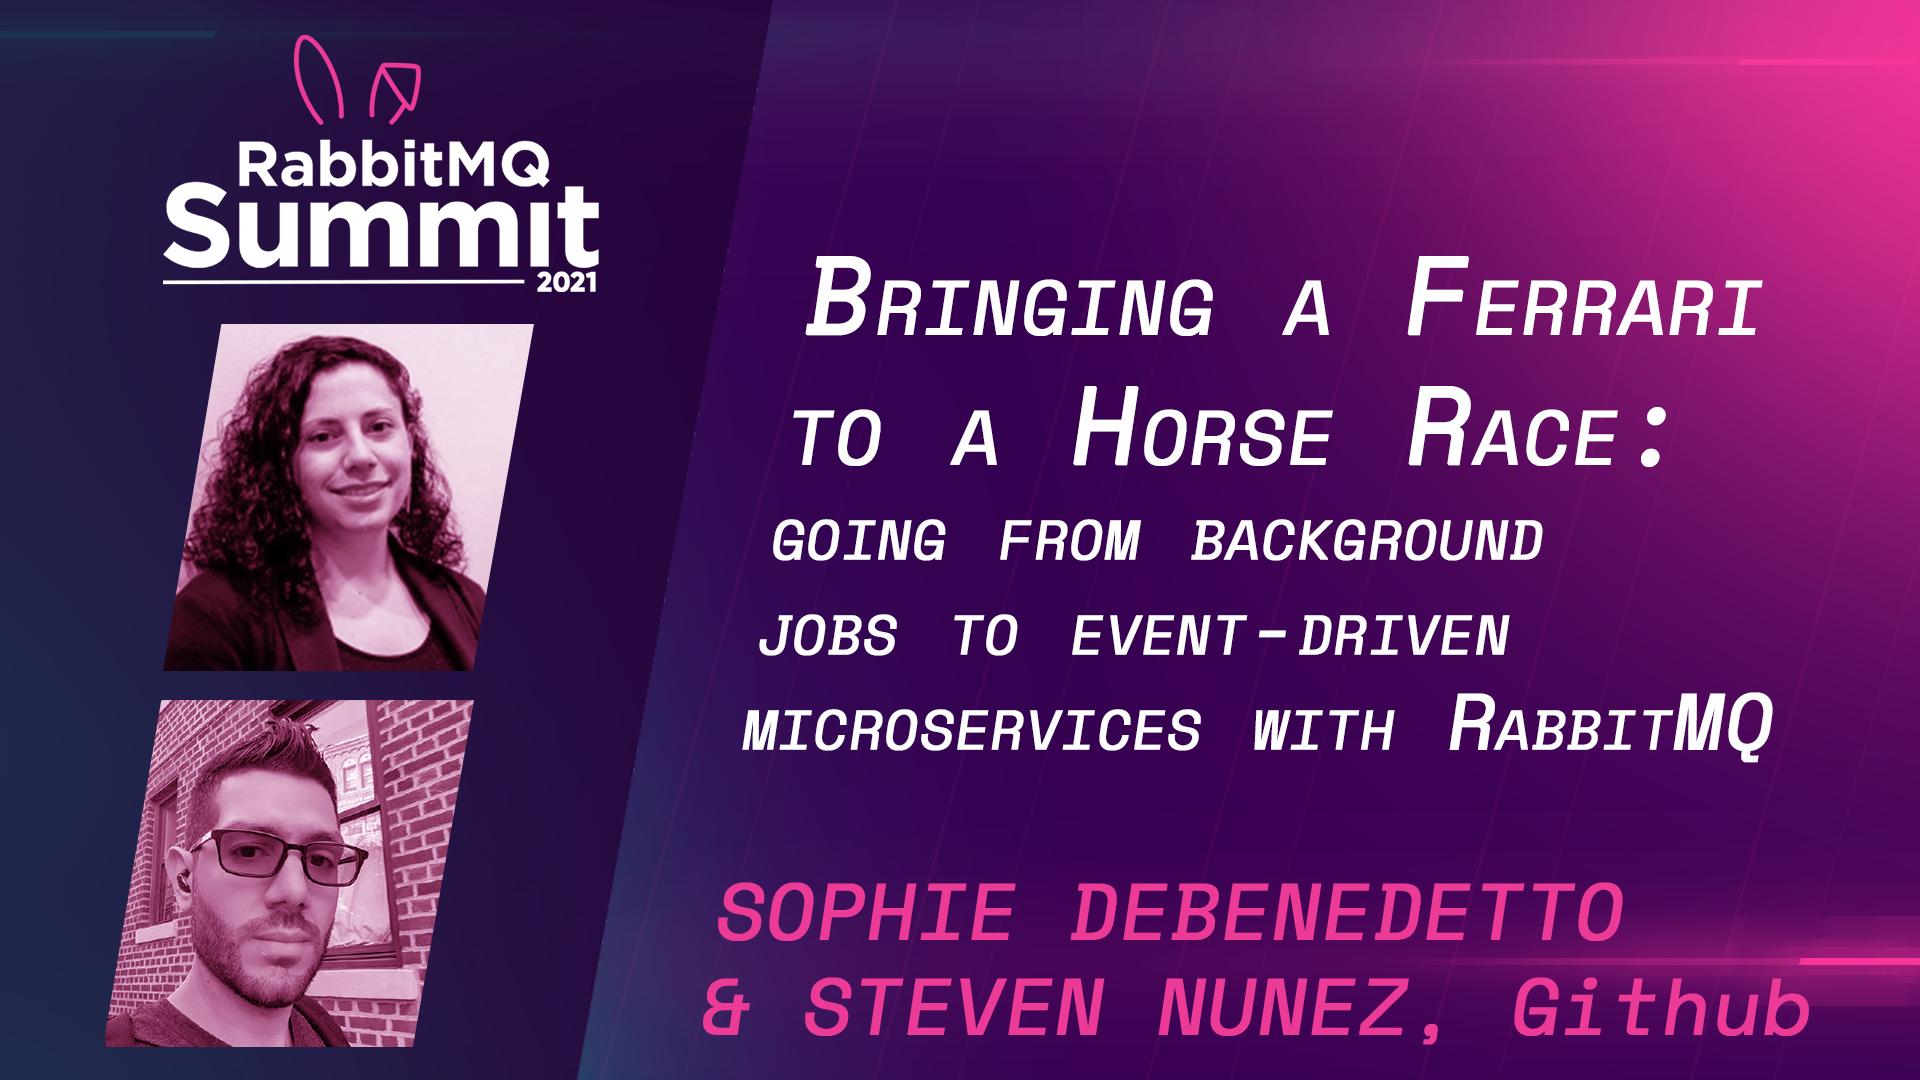 RabbitMQ
Summit
2021
Bringing a Ferrari
to a Horse Race:
going from background
jobs to event-driven
microservices with RabbitMQ
SOPHIE DEBENEDETTO
& STEVEN NUNEZ, Github